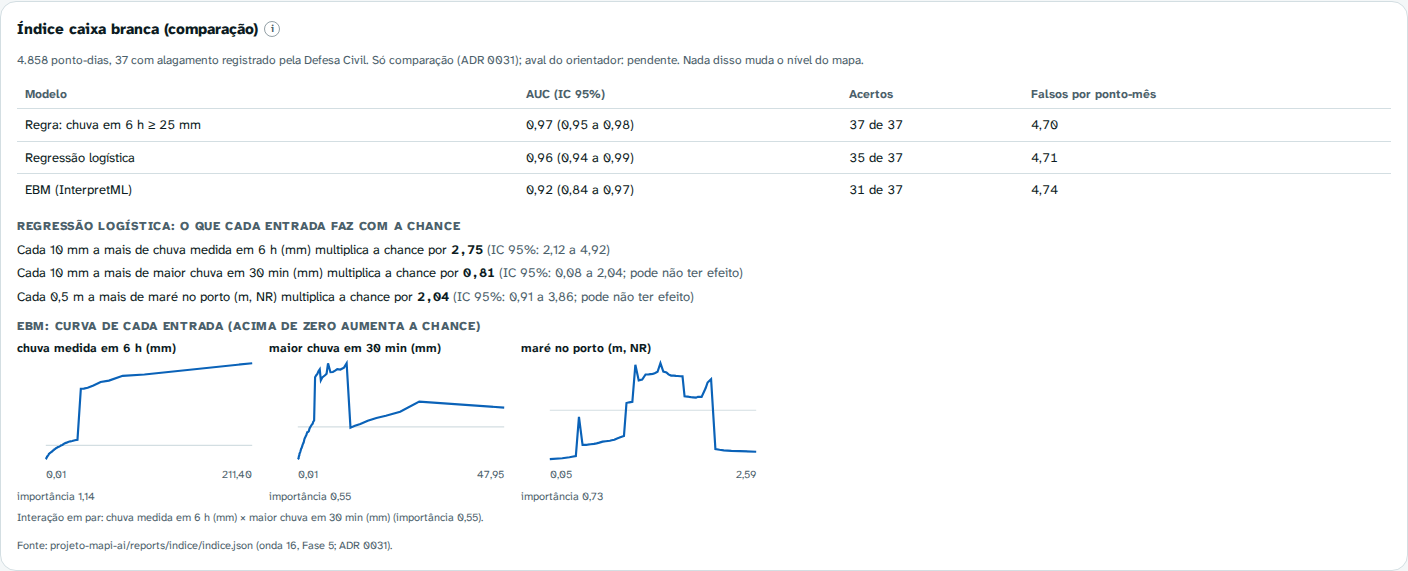 Índice caixa branca (comparação) i
4.858 ponto-dias, 37 com alagamento registrado pela Defesa Civil. Só comparação (ADR 0031); aval do orientador: pendente. Nada disso muda o nível do mapa.
Modelo AUC (IC 95%) Acertos Falsos por ponto-mês
Regra: chuva em 6 h ≥ 25 mm 0,97 (0,95 a 0,98) 37 de 37 4,70
Regressão logística 0,96 (0,94 a 0,99) 35 de 37 4,71
EBM (InterpretML) 0,92 (0,84 a 0,97) 31 de 37 4,74
REGRESSÃO LOGÍSTICA: O QUE CADA ENTRADA FAZ COM A CHANCE
Cada 10 mm a mais de chuva medida em 6 h (mm) multiplica a chance por 2,75 (IC 95%: 2,12 a 4,92)
Cada 10 mm a mais de maior chuva em 30 min (mm) multiplica a chance por 0,81 (IC 95%: 0,08 a 2,04; pode não ter efeito)
Cada 0,5 m a mais de maré no porto (m, NR) multiplica a chance por 2,04 (IC 95%: 0,91 a 3,86; pode não ter efeito)
EBM: CURVA DE CADA ENTRADA (ACIMA DE ZERO AUMENTA A CHANCE)
chuva medida em 6 h (mm) maior chuva em 30 min (mm) maré no porto (m, NR)
0,01 211,40 0,01 47,95 0,05 2,59
importância 1,14 importância 0,55 importância 0,73
Interação em par: chuva medida em 6 h (mm) × maior chuva em 30 min (mm) (importância 0,55).
Fonte: projeto-mapi-ai/reports/indice/indice.json (onda 16, Fase 5; ADR 0031).